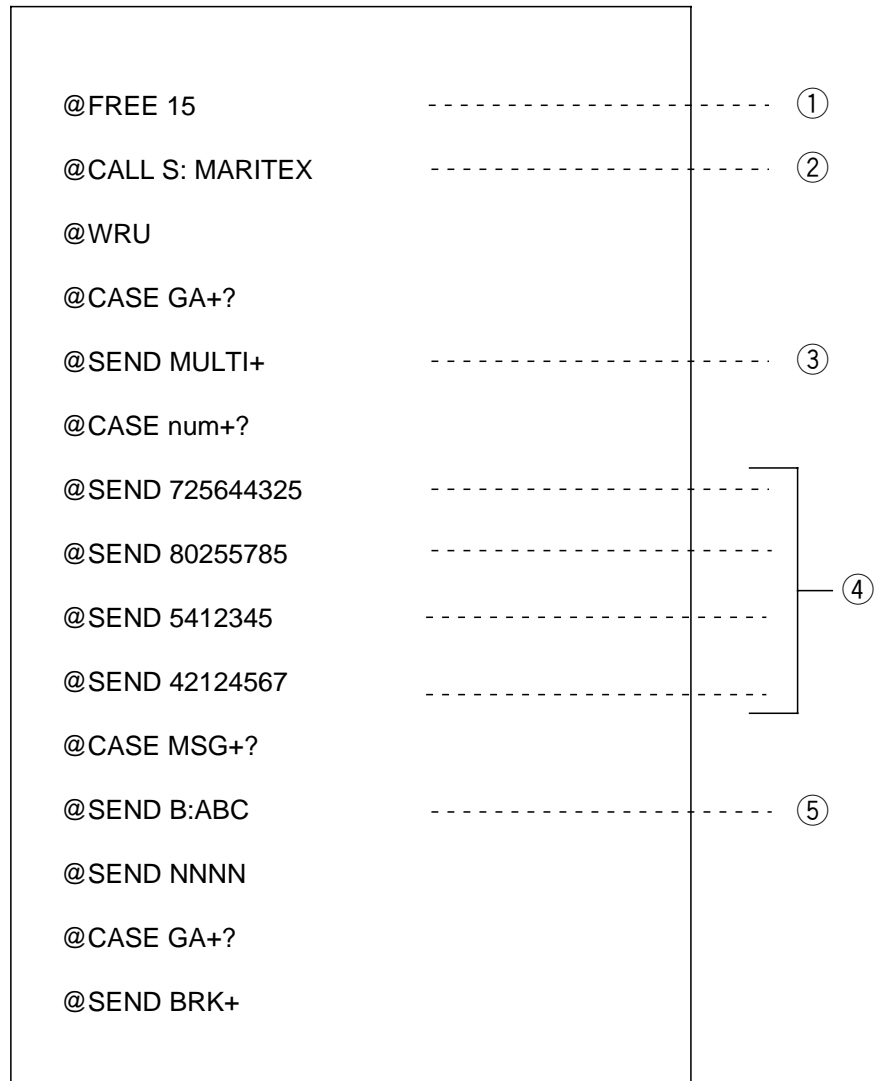 @FREE 15 ①
@CALL S: MARITEX ②
@WRU
@CASE GA+?
@SEND MULTI+ ③
@CASE num+?
@SEND 725644325
@SEND 80255785
@SEND 5412345 ④
@SEND 42124567
@CASE MSG+?
@SEND B:ABC ⑤
@SEND NNNN
@CASE GA+?
@SEND BRK+